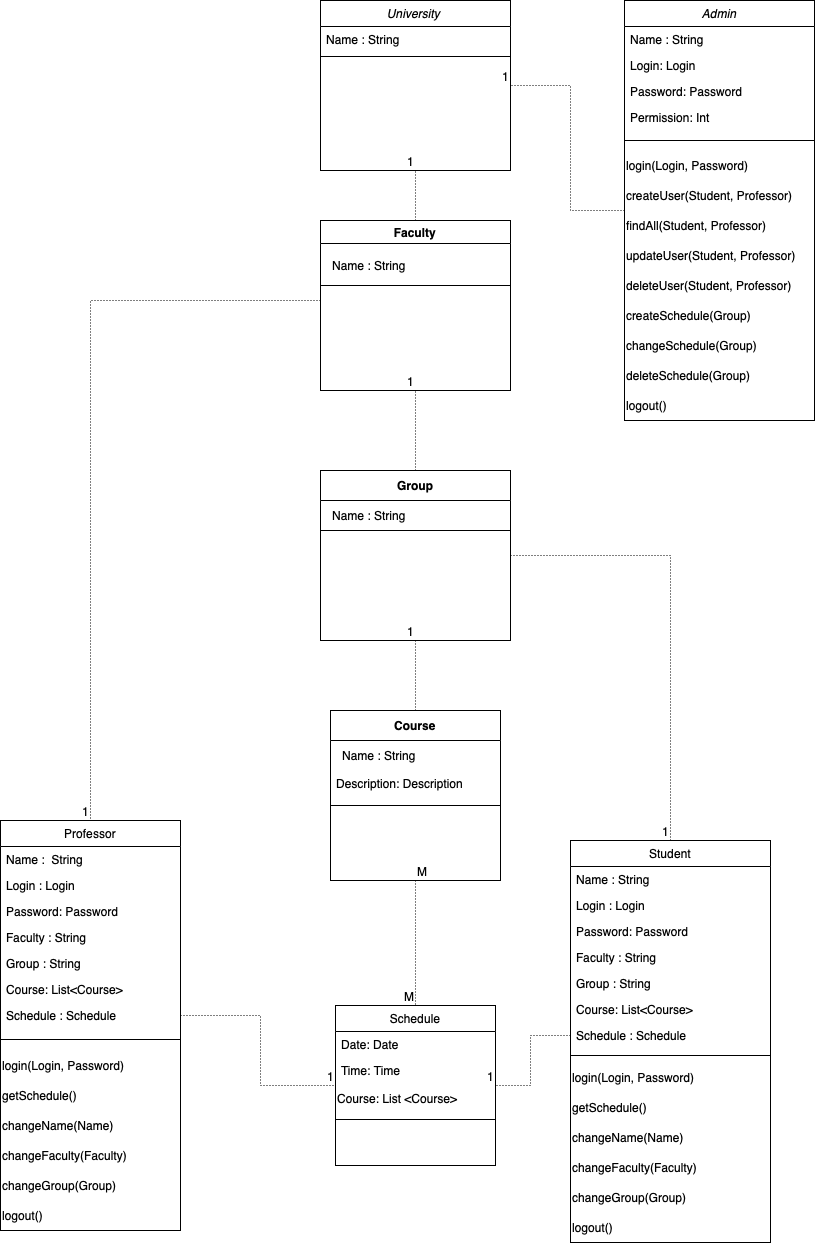 University
Name : String
1
1
Admin
Name : String
Login: Login
Password: Password
Permission: Int
login(Login, Password)
createUser(Student, Professor)
findAll(Student, Professor)
updateUser(Student, Professor)
deleteUser(Student, Professor)
createSchedule(Group)
changeSchedule(Group)
deleteSchedule(Group)
logout()
Faculty
Name : String
1
Group
Name : String
1
Course
Name : String
Description: Description
M
1
Professor
Name :  String
Login : Login
Password: Password
Faculty : String
Group : String
Course: List<Course>
Schedule : Schedule
login(Login, Password)
getSchedule()
changeName(Name)
changeFaculty(Faculty)
changeGroup(Group)
logout()
M
Schedule
Date: Date
Time: Time
Course: List <Course>
1
1
1
Student
Name : String
Login : Login
Password: Password
Faculty : String
Group : String
Course: List<Course>
Schedule : Schedule
login(Login, Password)
getSchedule()
changeName(Name)
changeFaculty(Faculty)
changeGroup(Group)
logout()